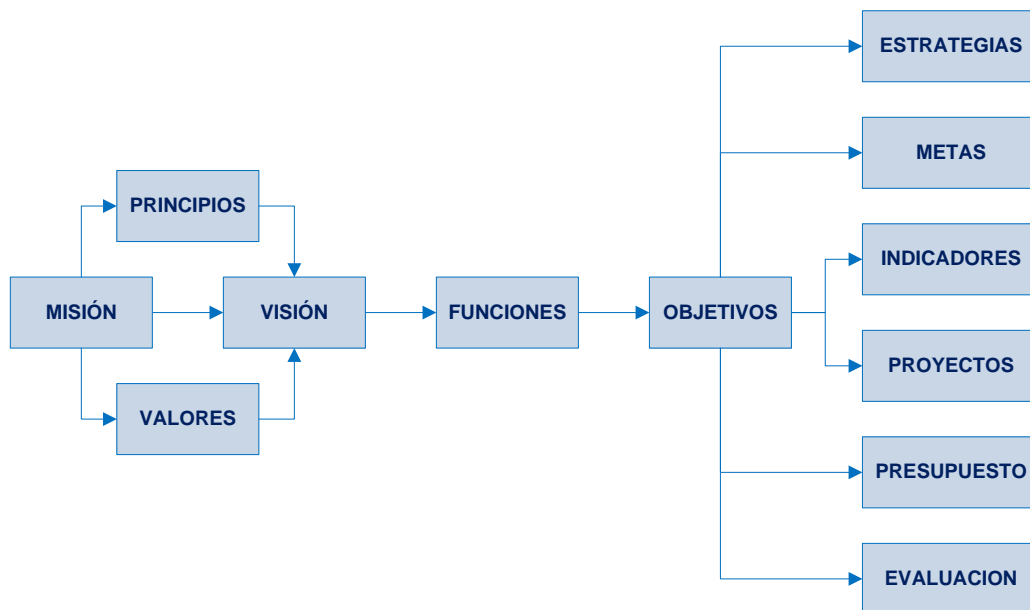 ESTRATEGIAS
METAS
PRINCIPIOS
INDICADORES
MISIÓN
VISIÓN
FUNCIONES
OBJETIVOS
PROYECTOS
VALORES
PRESUPUESTO
EVALUACION